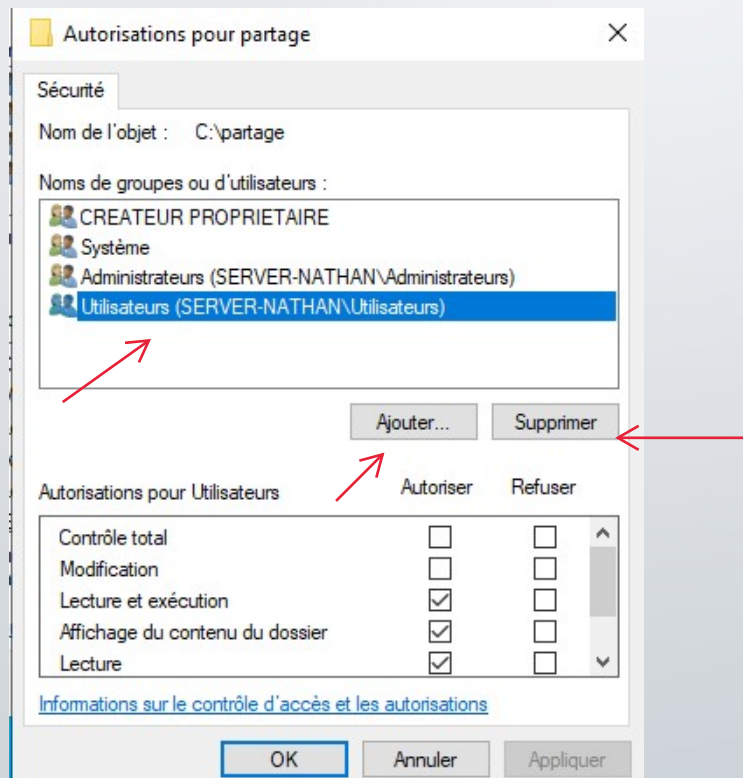 Autorisations pour partage
Sécurité
Nom de l'objet : C:\partage
Noms de groupes ou d'utilisateurs :
CREATEUR PROPRIETAIRE
Système
Administrateurs (SERVER-NATHAN\Administrateurs)
Utilisateurs (SERVER-NATHAN\Utilisateurs)
Ajouter... Supprimer
Autorisations pour Utilisateurs Autoriser Refuser
Contrôle total
Modification
Lecture et exécution
Affichage du contenu du dossier
Lecture
Informations sur le contrôle d'accès et les autorisations
OK Annuler Appliquer